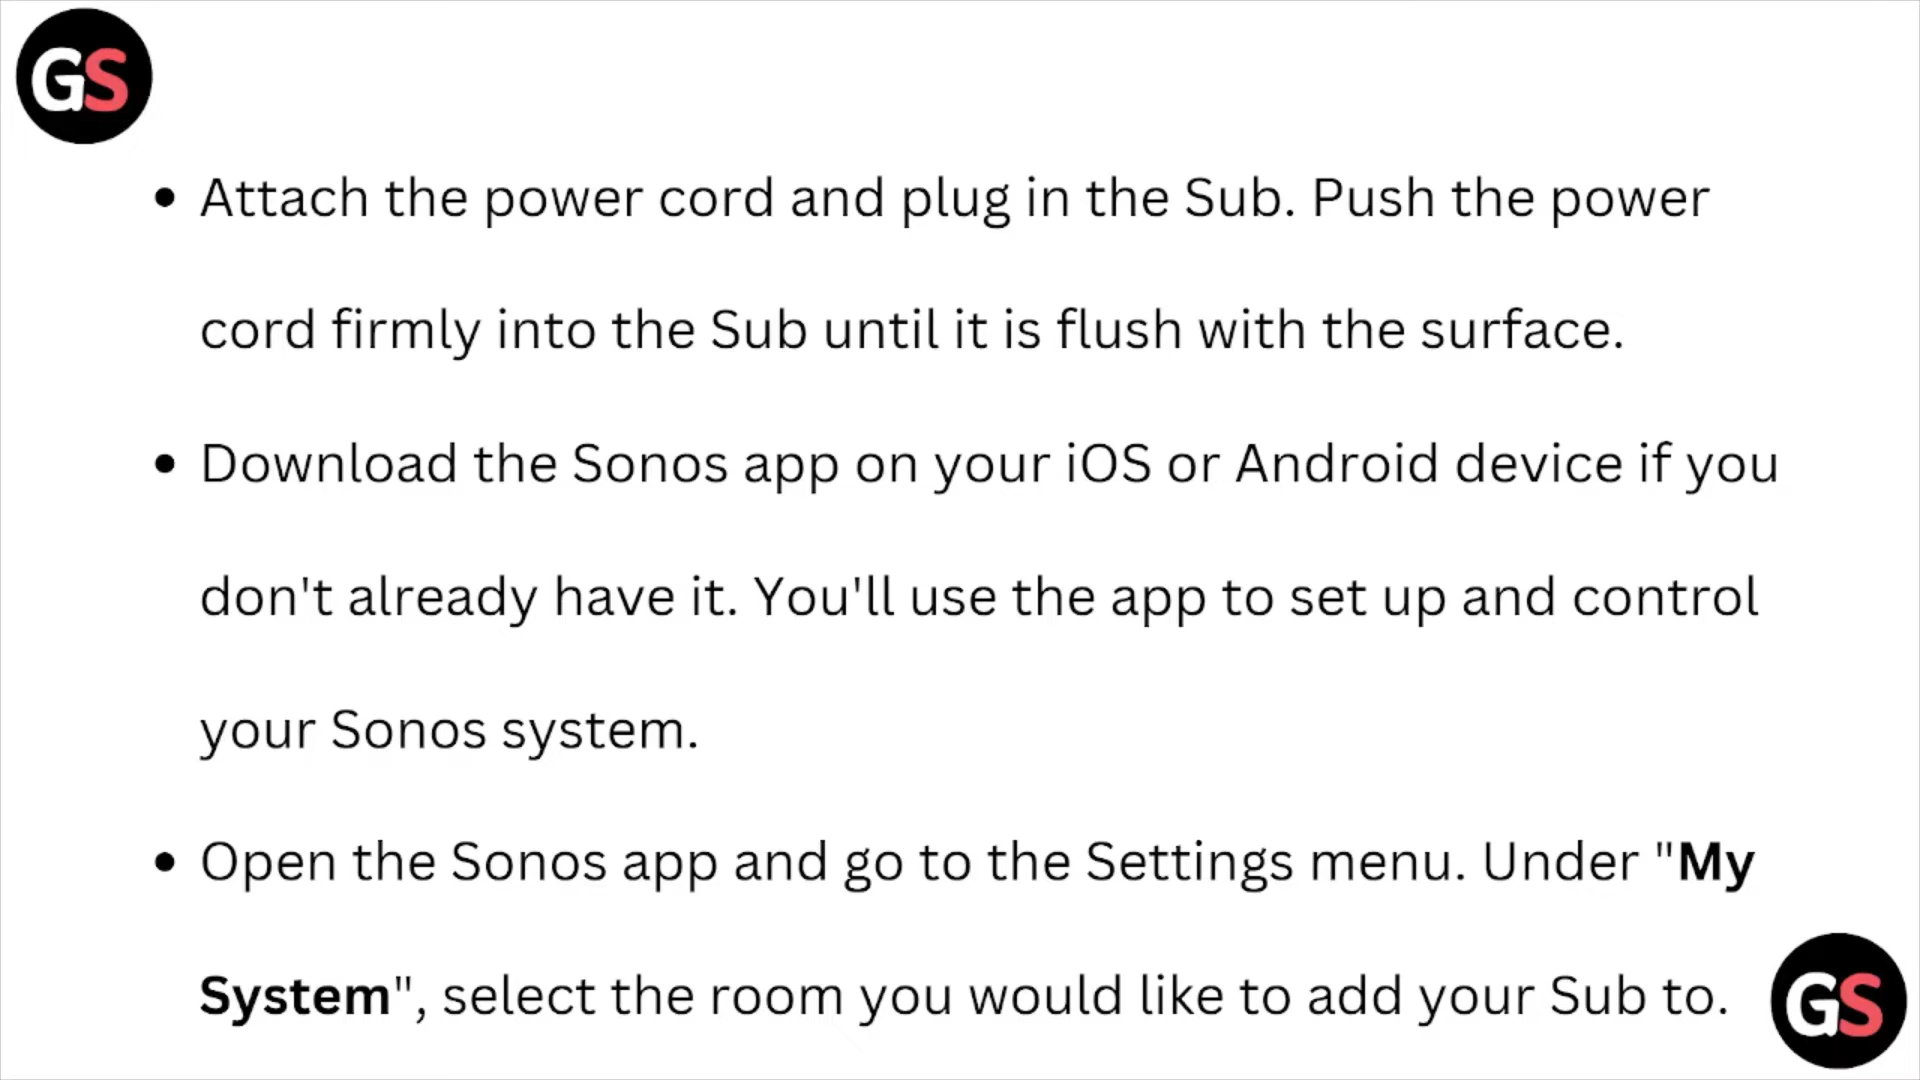 GS
• Attach the power cord and plug in the Sub. Push the power
cord firmly into the Sub until it is flush with the surface.
• Download the Sonos app on your iOS or Android device if you
don't already have it. You'll use the app to set up and control
your Sonos system.
• Open the Sonos app and go to the Settings menu. Under "My
System", select the room you would like to add your Sub to.
GS